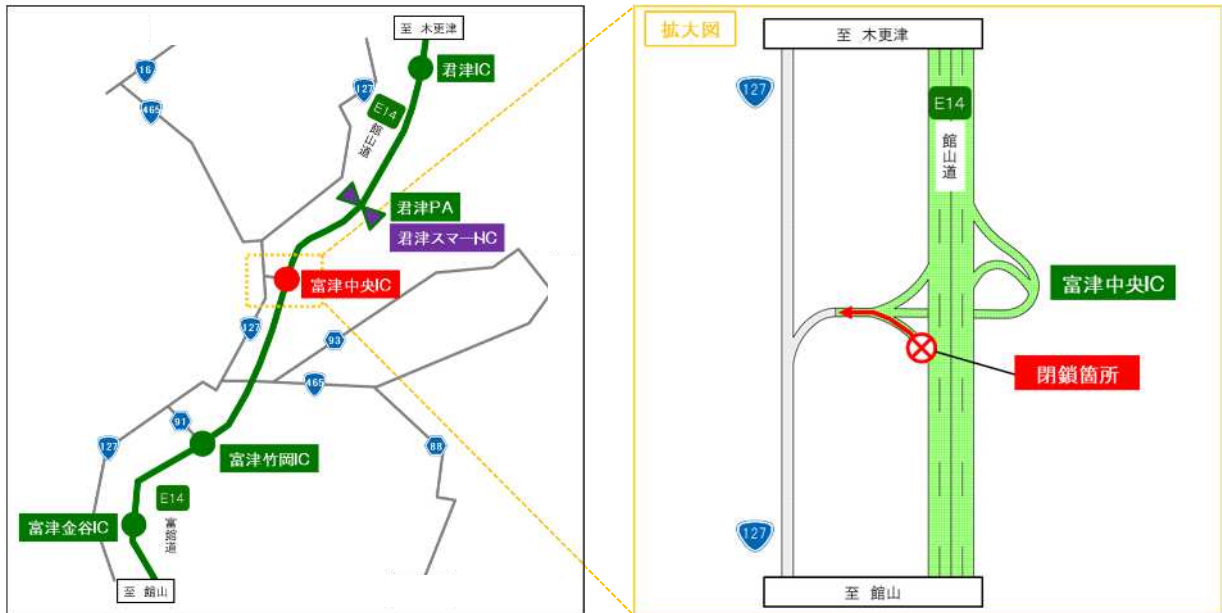 至 木更津
君津IC
16
127
465
E14
館山道
君津PA
君津スマートIC
富津中央IC
127
93
465
91
127
88
富津竹岡IC
E14
富津金谷IC
富館道
至 館山
拡大図
至 木更津
127
E14
館山道
富津中央IC
閉鎖箇所
127
至 館山